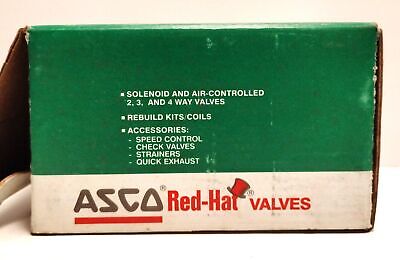 ▪ SOLENOID AND AIR-CONTROLLED
2, 3, AND 4 WAY VALVES
▪ REBUILD KITS/COILS
▪ ACCESSORIES:
- SPEED CONTROL
- CHECK VALVES
- STRAINERS
- QUICK EXHAUST
ASCO® Red-Hat® VALVES